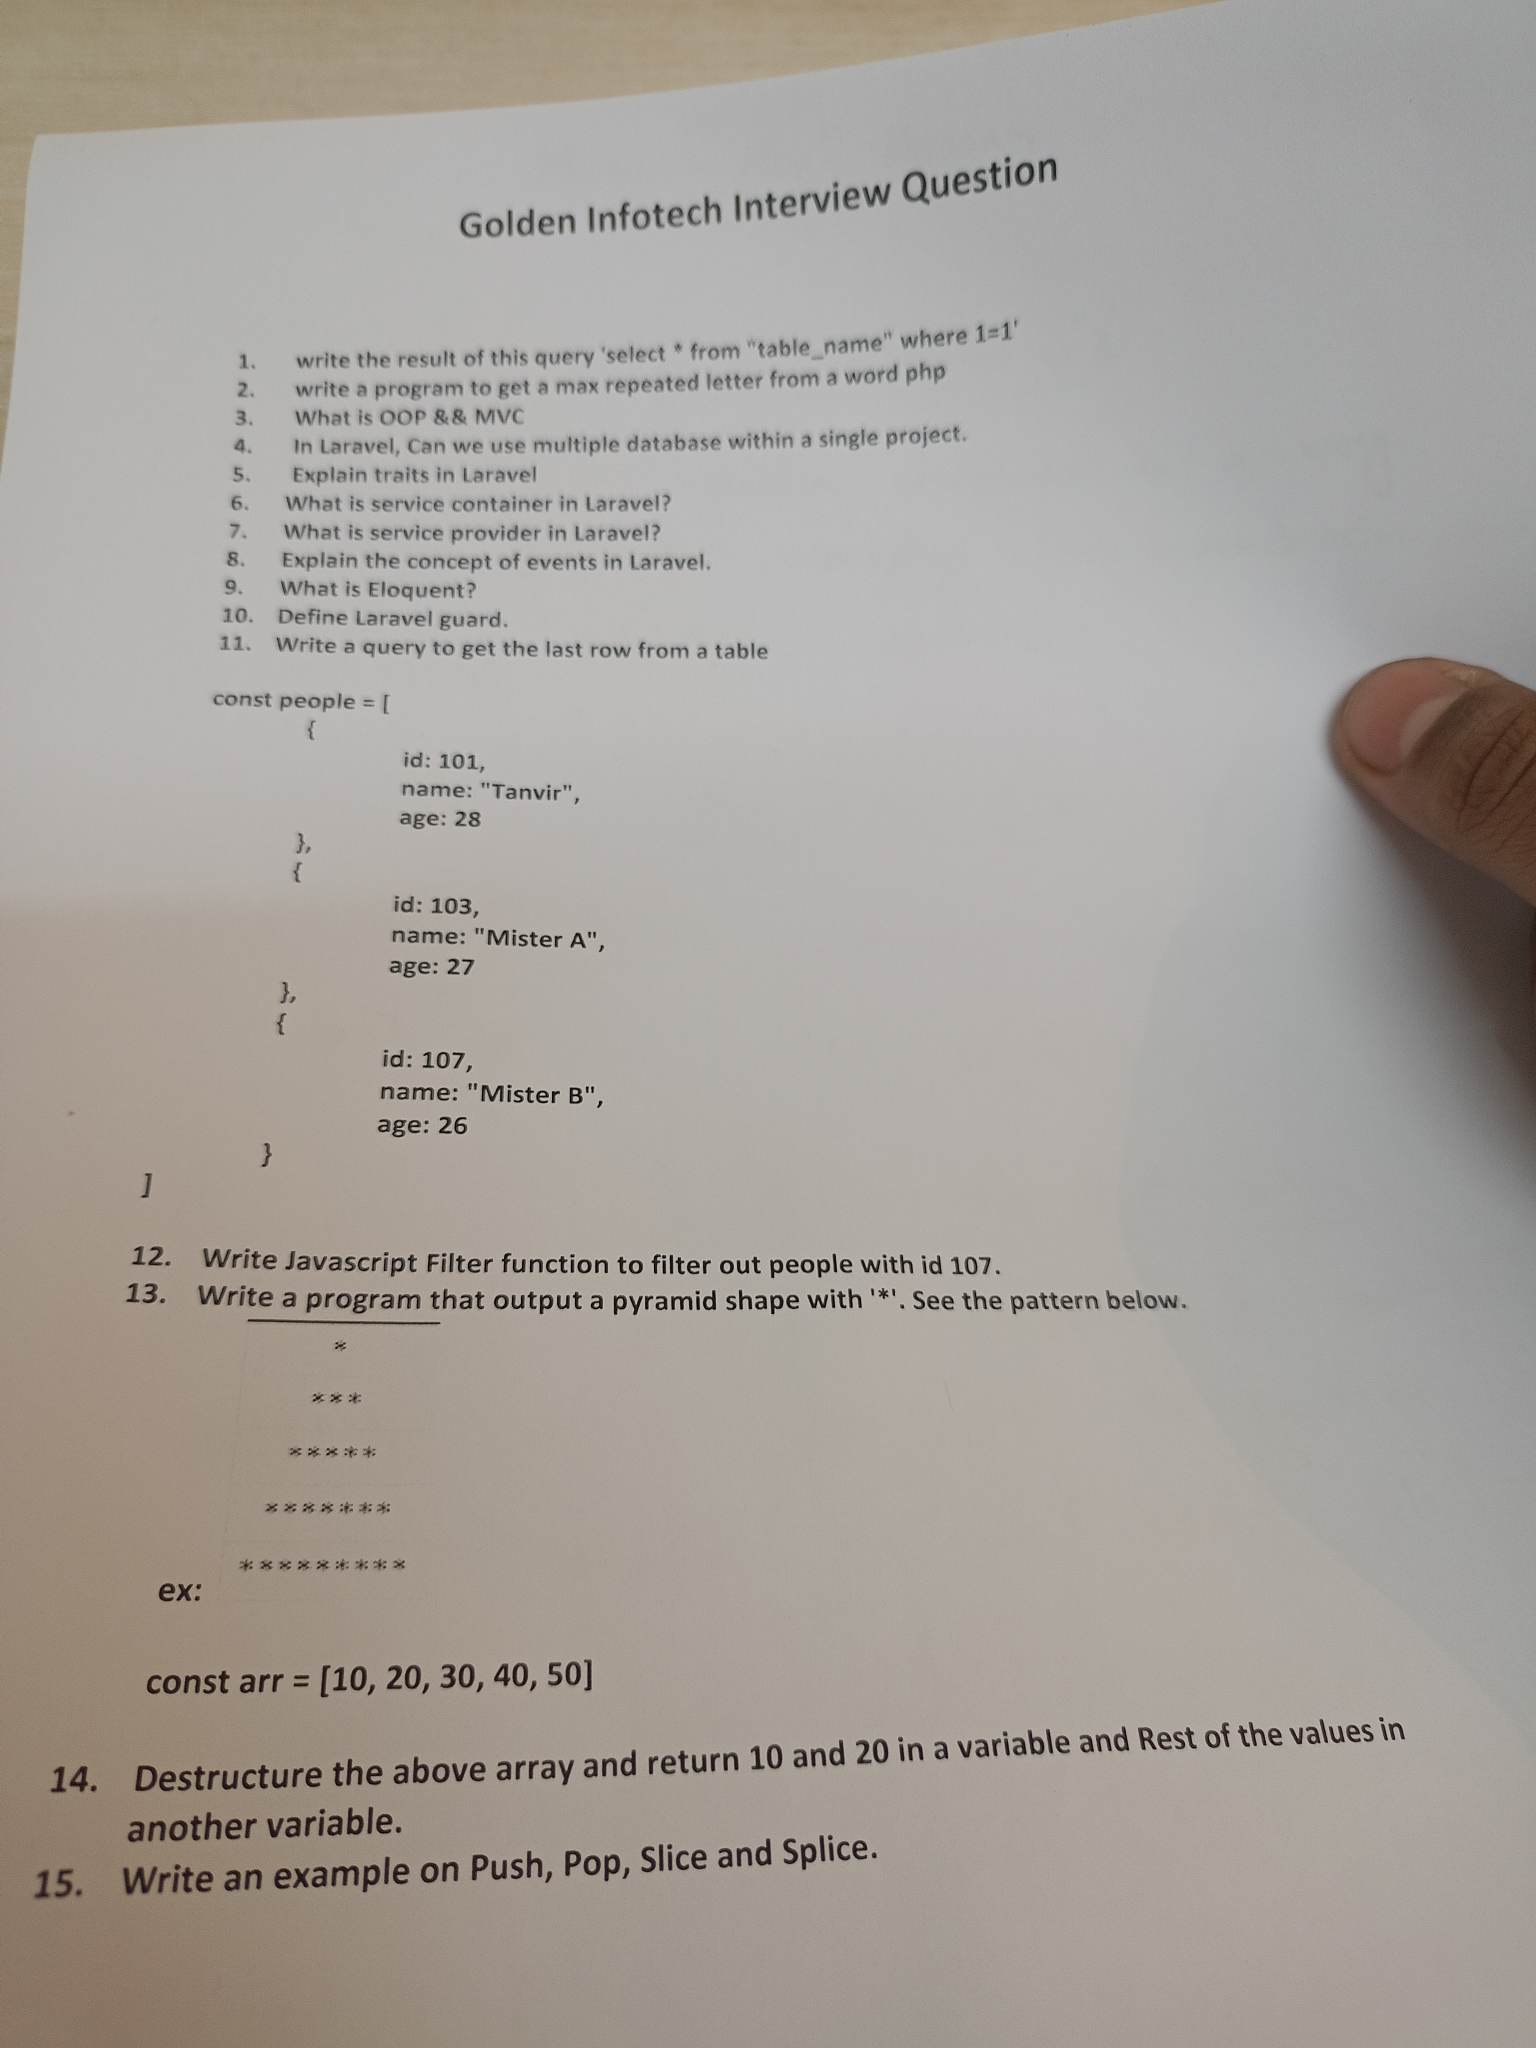 Golden Infotech Interview Question
1. write the result of this query 'select * from "table_name" where 1=1'
2. write a program to get a max repeated letter from a word php
3. What is OOP && MVC
4. In Laravel, Can we use multiple database within a single project.
5. Explain traits in Laravel
6. What is service container in Laravel?
7. What is service provider in Laravel?
8. Explain the concept of events in Laravel.
9. What is Eloquent?
10. Define Laravel guard.
11. Write a query to get the last row from a table
const people = [
{
id: 101,
name: "Tanvir",
age: 28
},
{
id: 103,
name: "Mister A",
age: 27
},
{
id: 107,
name: "Mister B",
age: 26
}
]
12. Write Javascript Filter function to filter out people with id 107.
13. Write a program that output a pyramid shape with '*'. See the pattern below.
*
***
*****
*******
*********
ex:
const arr = [10, 20, 30, 40, 50]
14. Destructure the above array and return 10 and 20 in a variable and Rest of the values in
another variable.
15. Write an example on Push, Pop, Slice and Splice.